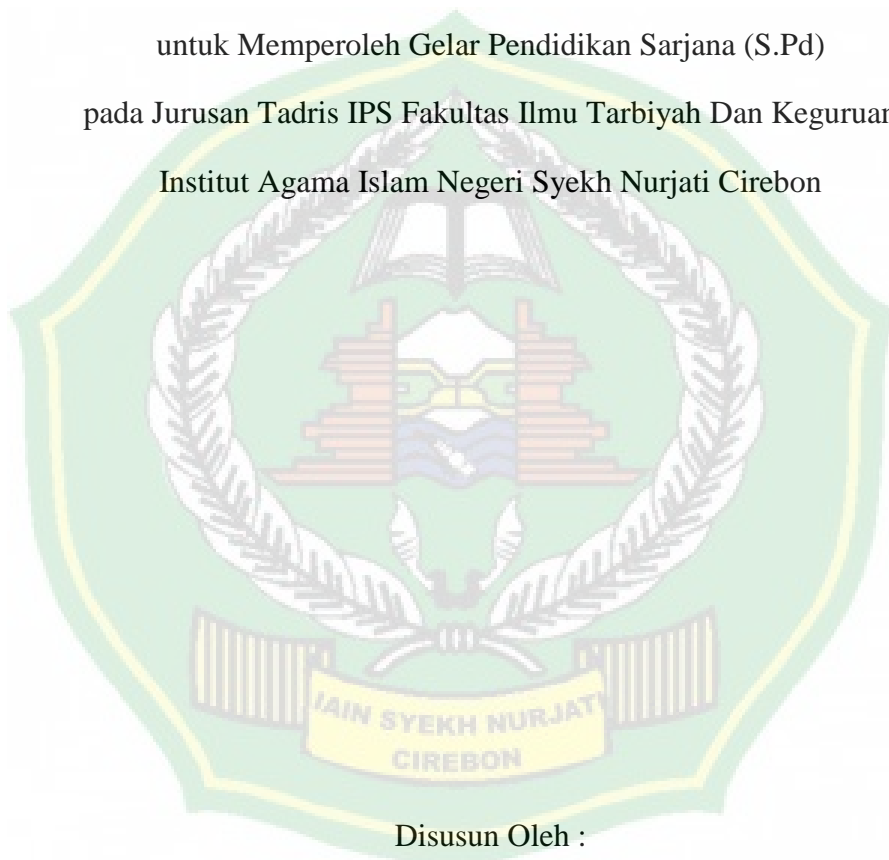 untuk Memperoleh Gelar Pendidikan Sarjana (S.Pd)
pada Jurusan Tadris IPS Fakultas Ilmu Tarbiyah Dan Keguruan
Institut Agama Islam Negeri Syekh Nurjati Cirebon
IAIN SYEKH NURJATI
CIREBON
Disusun Oleh :